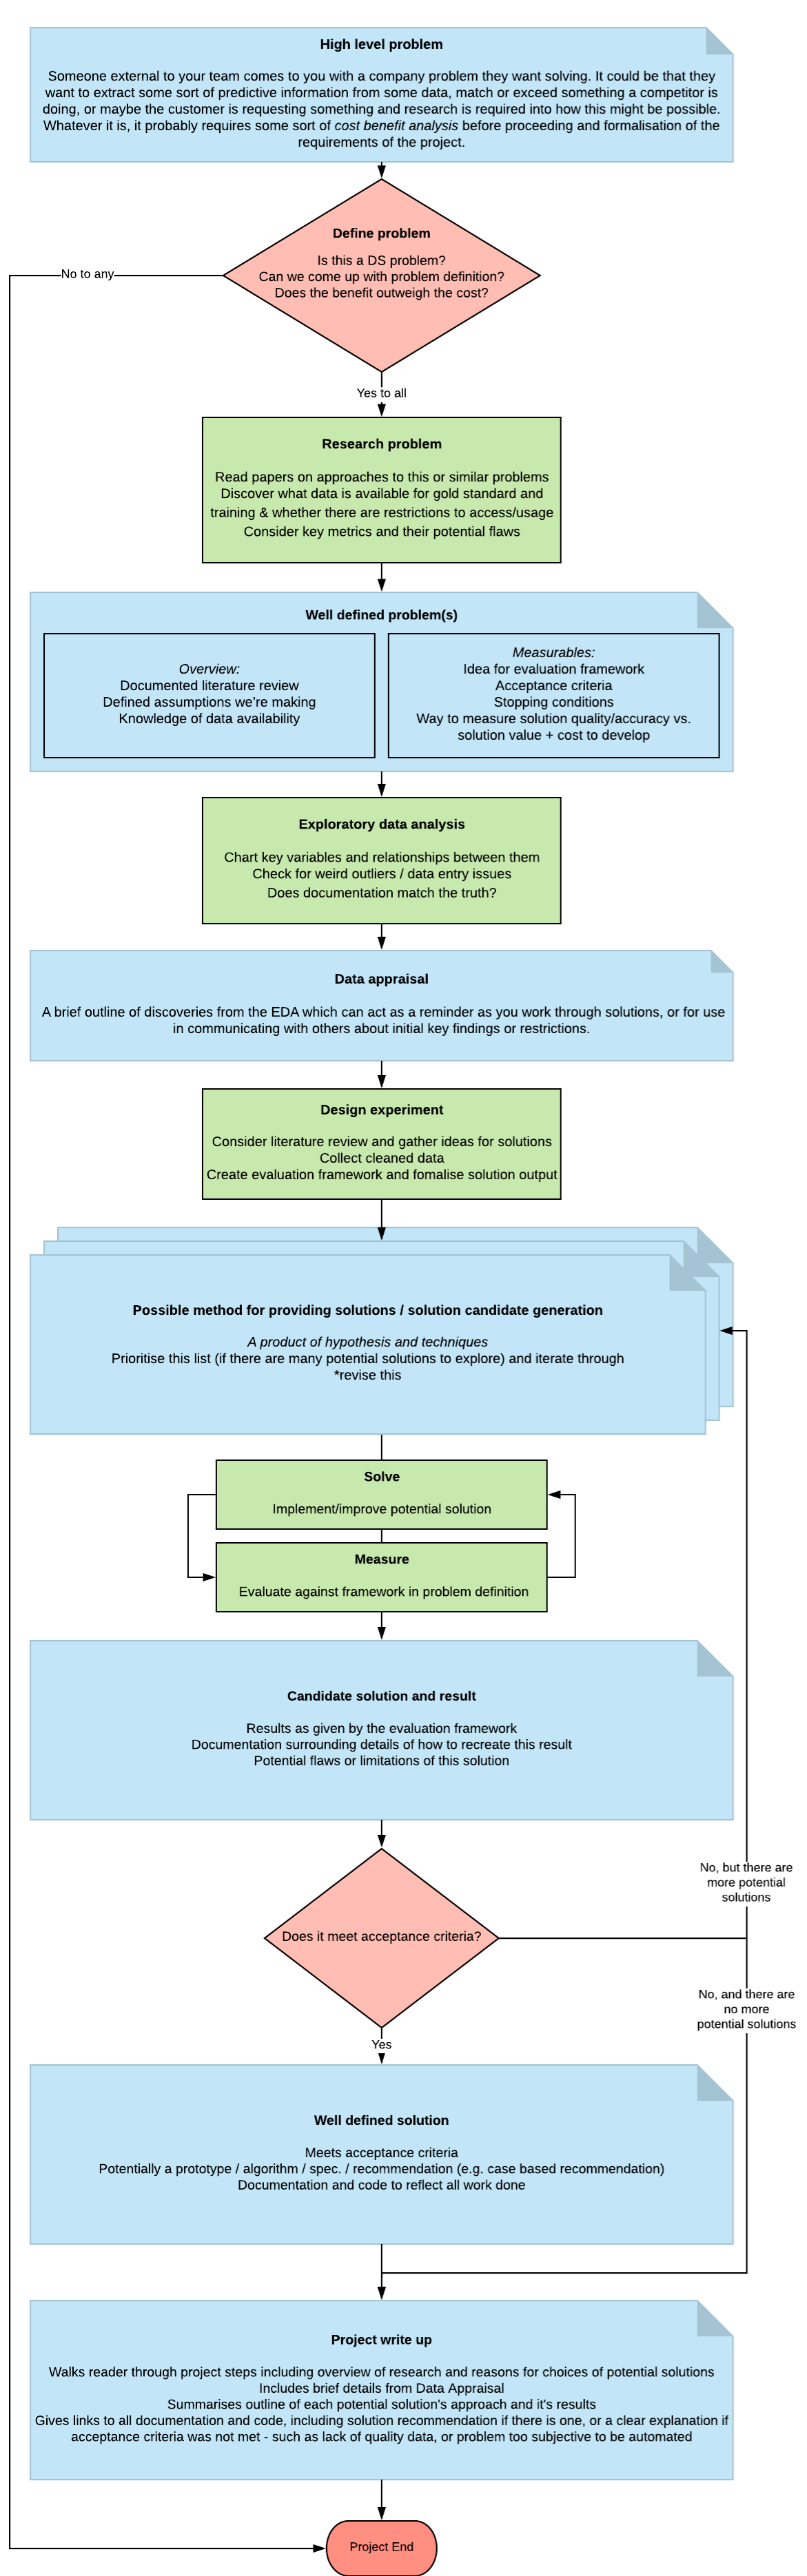 High level problem
Someone external to your team comes to you with a company problem they want solving. It could be that they
want to extract some sort of predictive information from some data, match or exceed something a competitor is
doing, or maybe the customer is requesting something and research is required into how this might be possible.
Whatever it is, it probably requires some sort of cost benefit analysis before proceeding and formalisation of the
requirements of the project.
Define problem
Is this a DS problem?
Can we come up with problem definition?
Does the benefit outweigh the cost?
No to any
Yes to all
Research problem
Read papers on approaches to this or similar problems
Discover what data is available for gold standard and
training & whether there are restrictions to access/usage
Consider key metrics and their potential flaws
Well defined problem(s)
Overview:
Documented literature review
Defined assumptions we're making
Knowledge of data availability
Measurables:
Idea for evaluation framework
Acceptance criteria
Stopping conditions
Way to measure solution quality/accuracy vs.
solution value + cost to develop
Exploratory data analysis
Chart key variables and relationships between them
Check for weird outliers / data entry issues
Does documentation match the truth?
Data appraisal
A brief outline of discoveries from the EDA which can act as a reminder as you work through solutions, or for use
in communicating with others about initial key findings or restrictions.
Design experiment
Consider literature review and gather ideas for solutions
Collect cleaned data
Create evaluation framework and fomalise solution output
Possible method for providing solutions / solution candidate generation
A product of hypothesis and techniques
Prioritise this list (if there are many potential solutions to explore) and iterate through
*revise this
Solve
Implement/improve potential solution
Measure
Evaluate against framework in problem definition
Candidate solution and result
Results as given by the evaluation framework
Documentation surrounding details of how to recreate this result
Potential flaws or limitations of this solution
No, but there are
more potential
solutions
Does it meet acceptance criteria?
No, and there are
no more
potential solutions
Yes
Well defined solution
Meets acceptance criteria
Potentially a prototype / algorithm / spec. / recommendation (e.g. case based recommendation)
Documentation and code to reflect all work done
Project write up
Walks reader through project steps including overview of research and reasons for choices of potential solutions
Includes brief details from Data Appraisal
Summarises outline of each potential solution's approach and it's results
Gives links to all documentation and code, including solution recommendation if there is one, or a clear explanation if
acceptance criteria was not met - such as lack of quality data, or problem too subjective to be automated
Project End